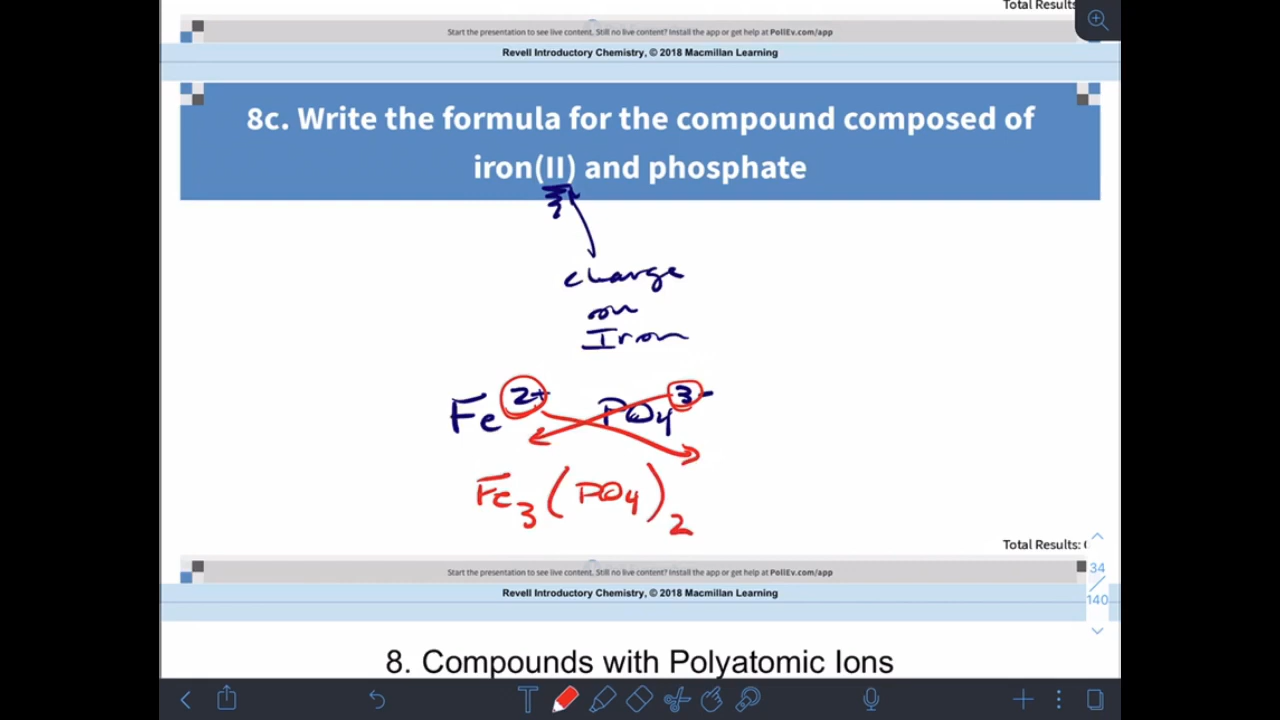 Total Results
Start the presentation to see live content. Still no live content? Install the app or get help at PollEv.com/app
Revell Introductory Chemistry, © 2018 Macmillan Learning
8c. Write the formula for the compound composed of
iron(II) and phosphate
charge
on
Iron
Fe 2+ PO4 3-
Fe3(PO4)2
Total Results:
34
140
Start the presentation to see live content. Still no live content? Install the app or get help at PollEv.com/app
Revell Introductory Chemistry, © 2018 Macmillan Learning
8. Compounds with Polyatomic Ions
T